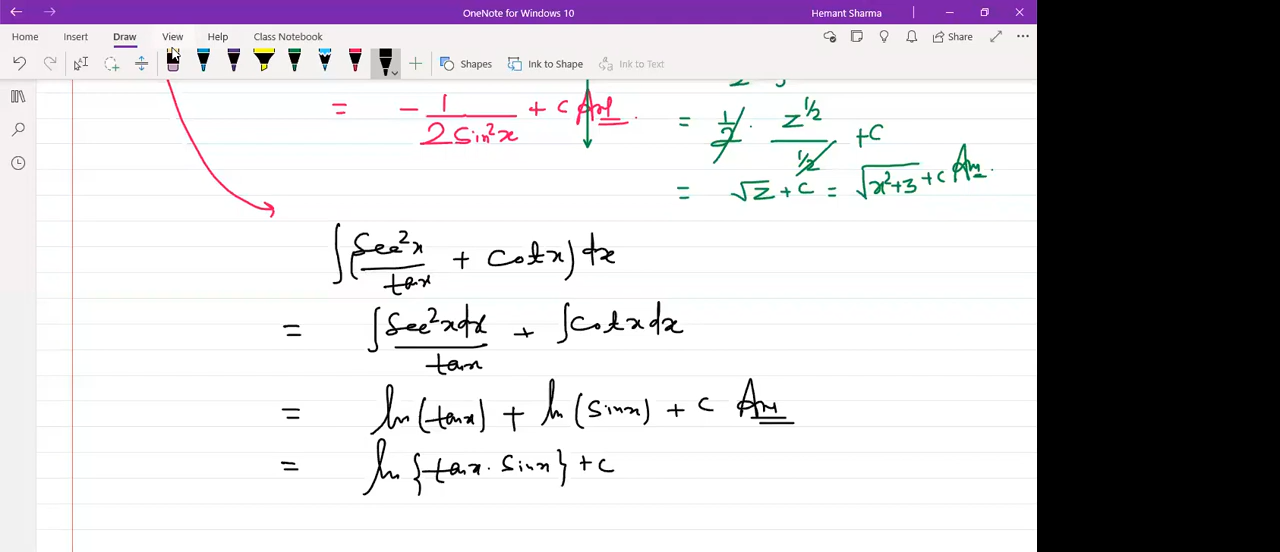 OneNote for Windows 10
Hemant Sharma
Home Insert Draw View Help Class Notebook
Share
Shapes Ink to Shape Ink to Text
= - 1/(2 Sin²x) + C Ans.
= 1/2 · z^(1/2)/(1/2) + C
= √z + C = √(x²+3) + C Ans.
∫(Sec²x/tanx + Cotx) dx
= ∫ Sec²x dx/tanx + ∫ Cotx dx
= ln(tanx) + ln(sinx) + C Ans
= ln{tanx · sinx} + C